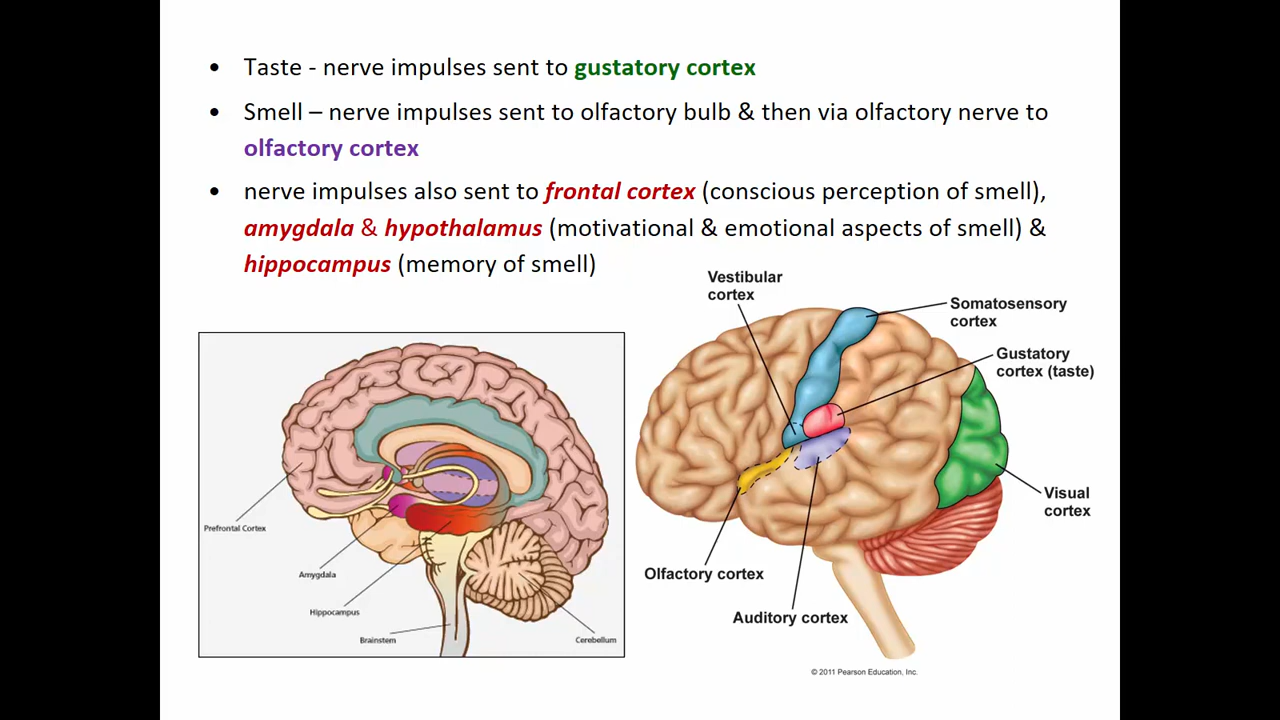 • Taste - nerve impulses sent to gustatory cortex
• Smell – nerve impulses sent to olfactory bulb & then via olfactory nerve to
olfactory cortex
• nerve impulses also sent to frontal cortex (conscious perception of smell),
amygdala & hypothalamus (motivational & emotional aspects of smell) &
hippocampus (memory of smell)
Prefrontal Cortex
Amygdala
Hippocampus
Brainstem
Cerebellum
Vestibular
cortex
Somatosensory
cortex
Gustatory
cortex (taste)
Visual
cortex
Olfactory cortex
Auditory cortex
© 2011 Pearson Education, Inc.